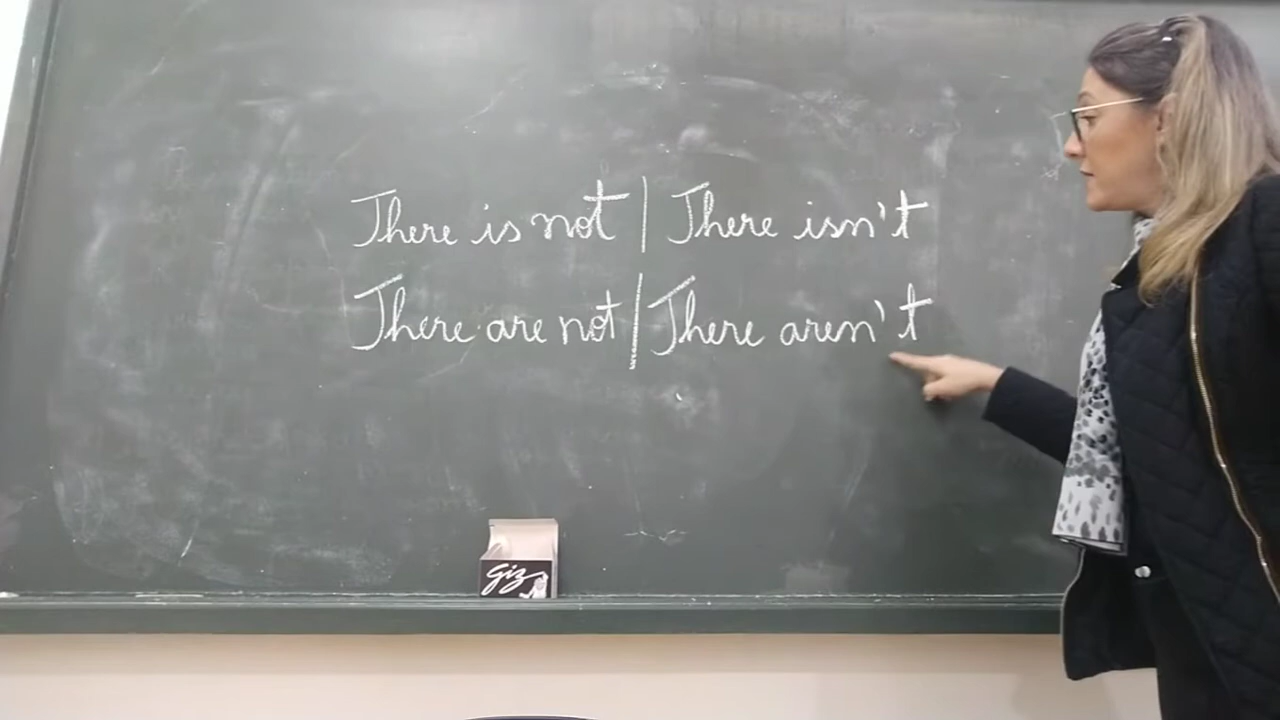 There is not | There isn't
There are not | There aren't
Giz